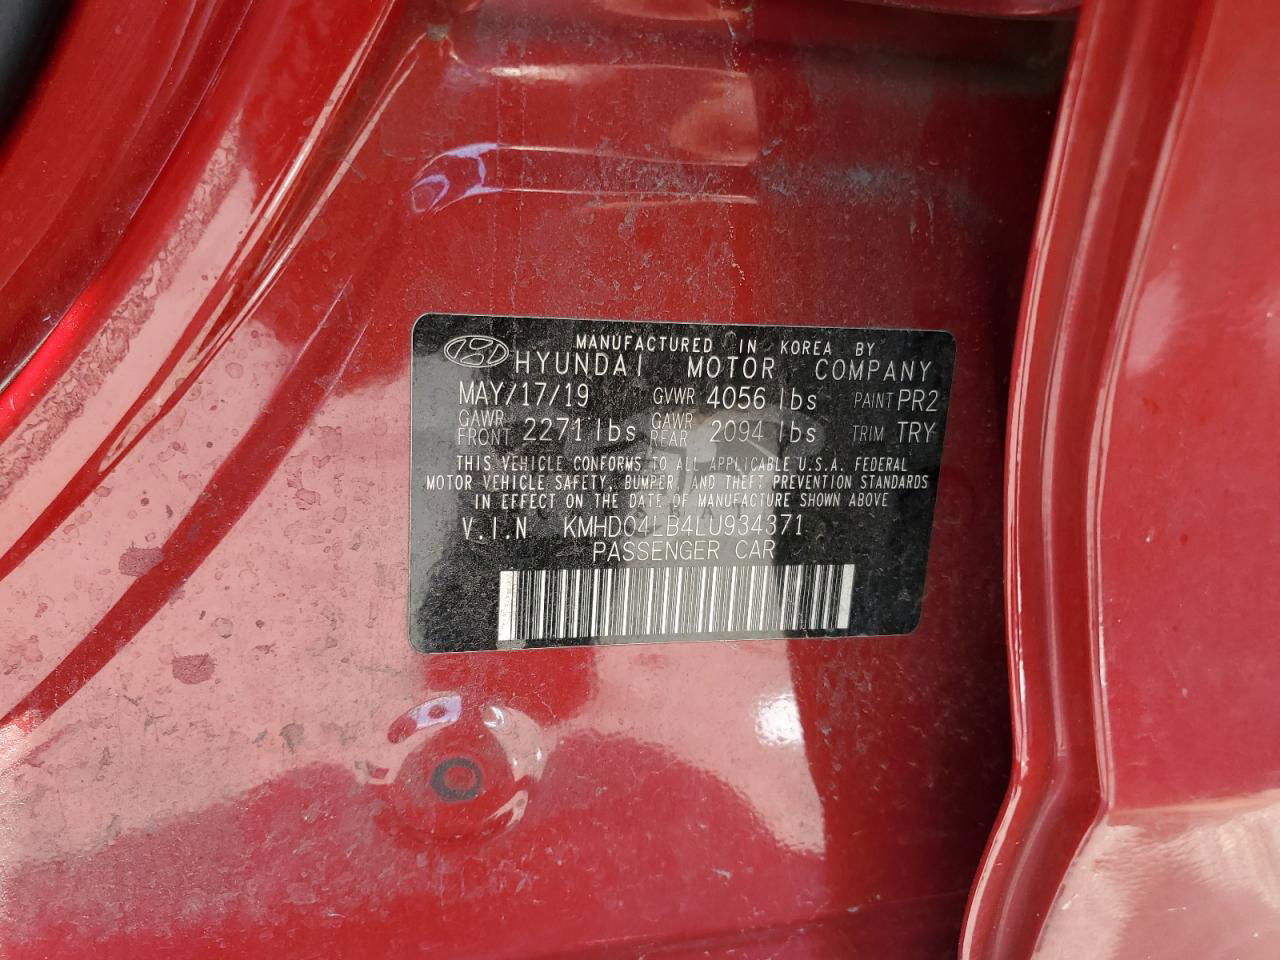 MANUFACTURED IN KOREA BY
HYUNDAI MOTOR COMPANY
MAY/17/19 GVWR 4056 lbs PAINT PR2
GAWR FRONT 2271 lbs GAWR REAR 2094 lbs TRIM TRY
THIS VEHICLE CONFORMS TO ALL APPLICABLE U.S.A. FEDERAL
MOTOR VEHICLE SAFETY, BUMPER, AND THEFT PREVENTION STANDARDS
IN EFFECT ON THE DATE OF MANUFACTURE SHOWN ABOVE
V.I.N KMHD04LB4LU934371
PASSENGER CAR